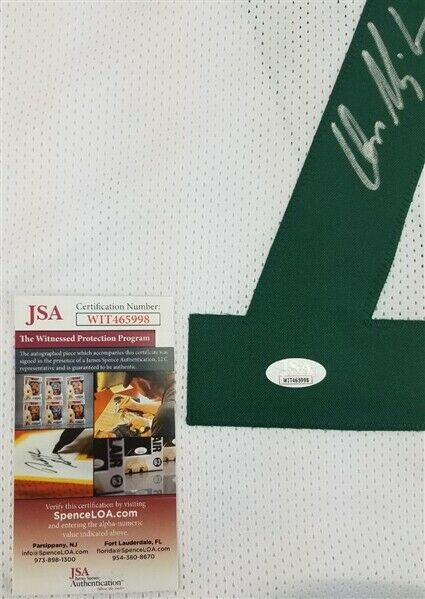 JSA
Certification Number:
WIT465998
The Witnessed Protection Program
The autographed piece which accompanies this certificate was
signed in the presence of a James Spence Authentication, LLC
representative and is guaranteed to be authentic.
LAIR
Verify this certification by visiting
SpenceLOA.com
and entering the alpha-numeric
value indicated above.
Parsippany, NJ
info@SpenceLOA.com
973-898-1300
Fort Lauderdale, FL
florida@SpenceLOA.com
954-380-8670
JSA
James Spence
Authentication
WIT465998